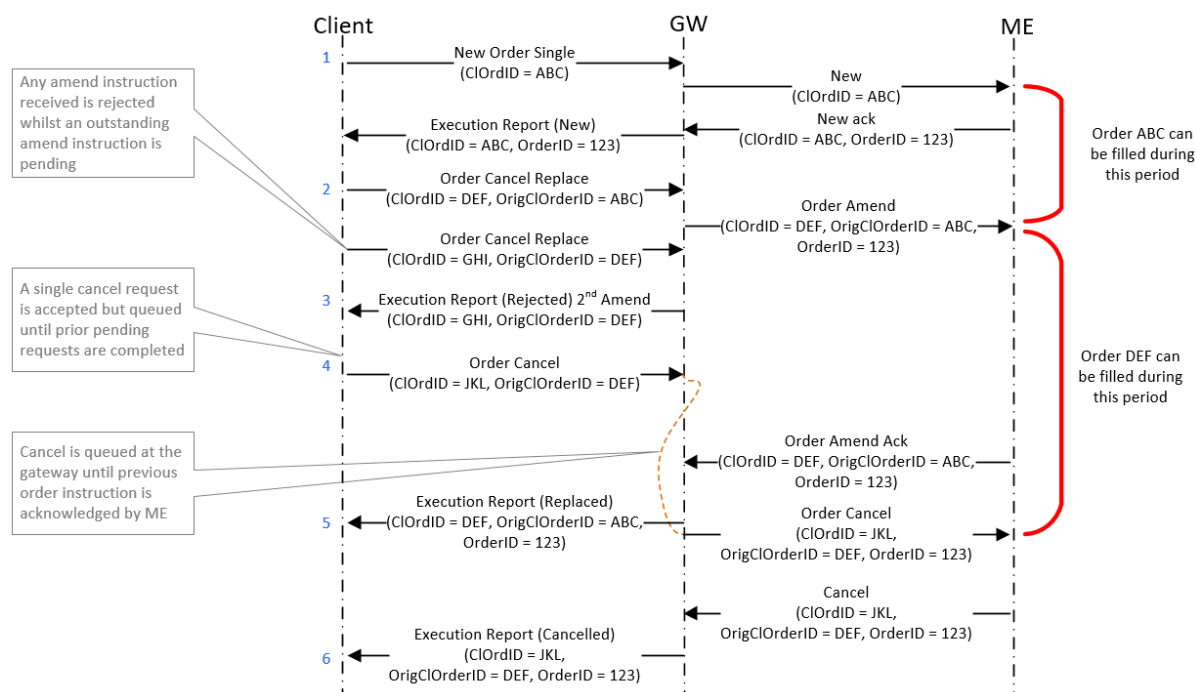 Client
GW
ME
1
New Order Single
(ClOrdID = ABC)
New
(ClOrdID = ABC)
Any amend instruction
received is rejected
whilst an outstanding
amend instruction is
pending
New ack
(ClOrdID = ABC, OrderID = 123)
Execution Report (New)
(ClOrdID = ABC, OrderID = 123)
Order ABC can
be filled during
this period
2
Order Cancel Replace
(ClOrdID = DEF, OrigClOrderID = ABC)
Order Amend
(ClOrdID = DEF, OrigClOrderID = ABC,
OrderID = 123)
Order Cancel Replace
(ClOrdID = GHI, OrigClOrderID = DEF)
A single cancel request
is accepted but queued
until prior pending
requests are completed
3
Execution Report (Rejected) 2nd Amend
(ClOrdID = GHI, OrigClOrderID = DEF)
4
Order Cancel
(ClOrdID = JKL, OrigClOrderID = DEF)
Order DEF can
be filled during
this period
Cancel is queued at the
gateway until previous
order instruction is
acknowledged by ME
Order Amend Ack
(ClOrdID = DEF, OrigClOrderID = ABC,
OrderID = 123)
5
Execution Report (Replaced)
(ClOrdID = DEF, OrigClOrderID = ABC,
OrderID = 123)
Order Cancel
(ClOrdID = JKL,
OrigClOrderID = DEF, OrderID = 123)
Cancel
(ClOrdID = JKL,
OrigClOrderID = DEF, OrderID = 123)
6
Execution Report (Cancelled)
(ClOrdID = JKL,
OrigClOrderID = DEF, OrderID = 123)